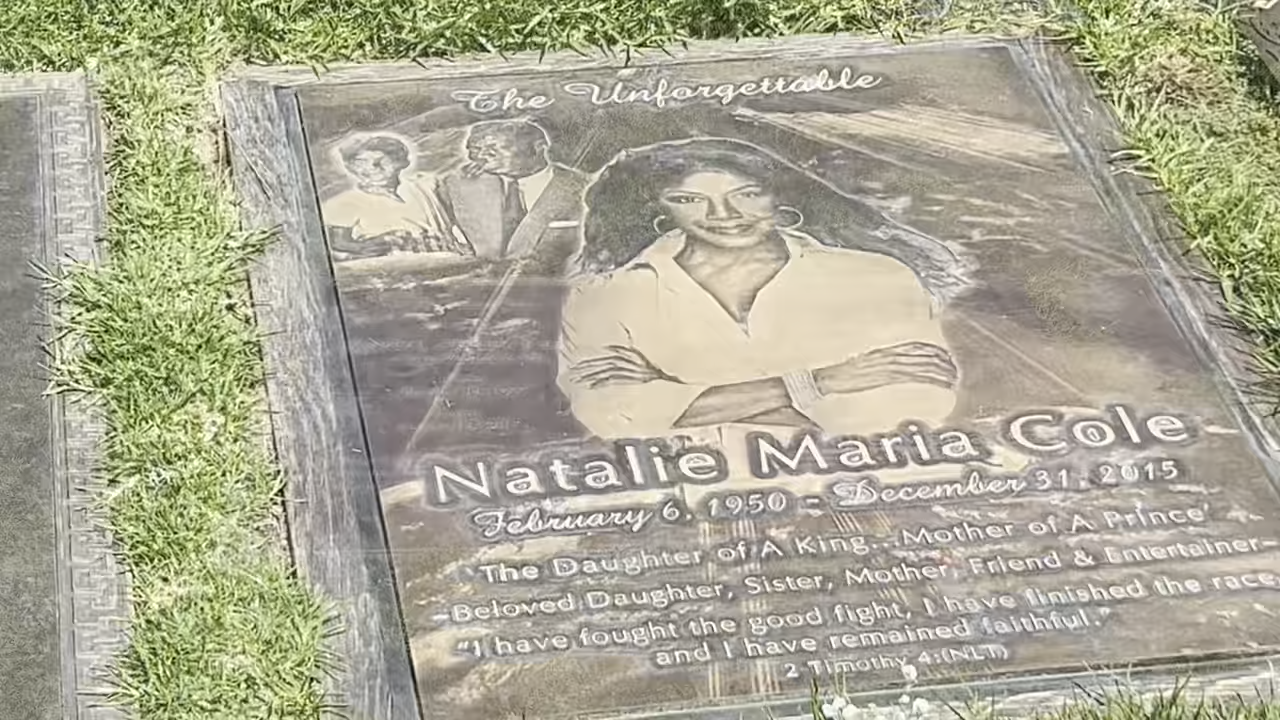 The Unforgettable
Natalie Maria Cole
February 6, 1950 - December 31, 2015
'The Daughter of A King...Mother of A Prince'
-Beloved Daughter, Sister, Mother, Friend & Entertainer-
"I have fought the good fight, I have finished the race,
and I have remained faithful."
2 Timothy 4:(NLT)